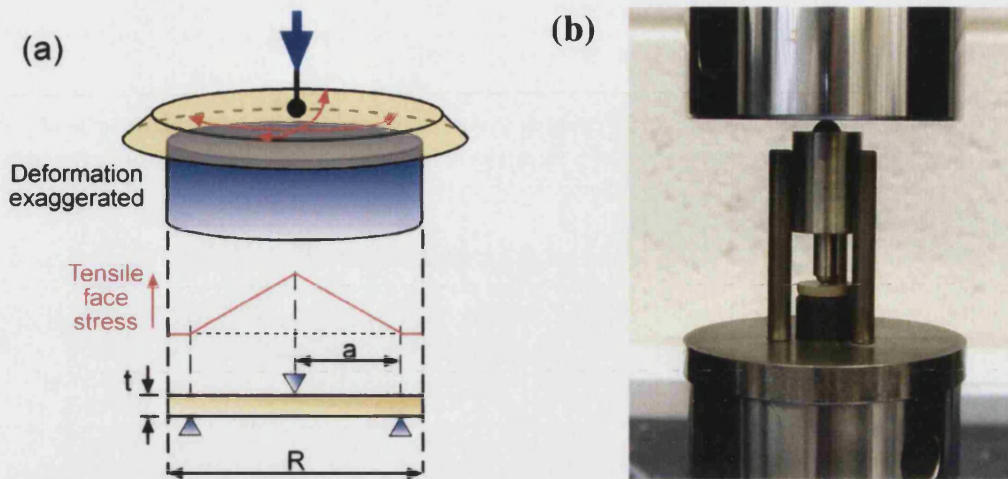 (a)
(b)
Deformation
exaggerated
Tensile
face
stress
a
t
R